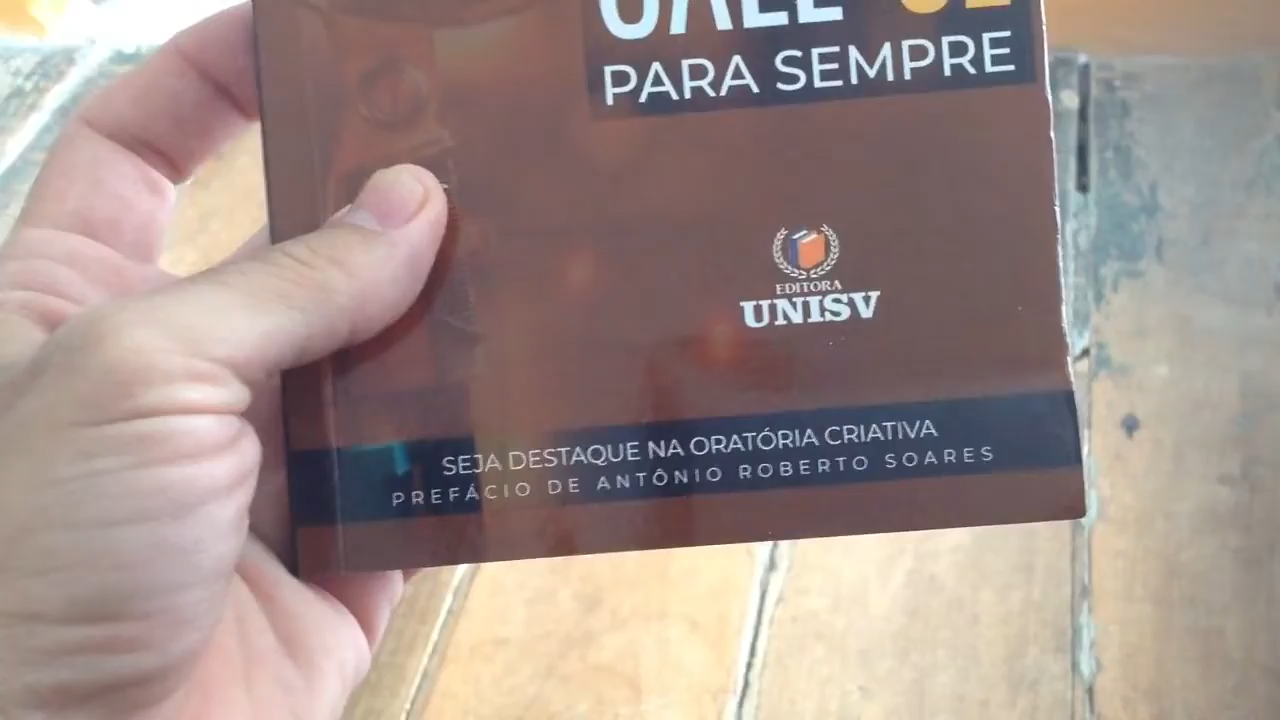 PARA SEMPRE
EDITORA
UNISV
SEJA DESTAQUE NA ORATÓRIA CRIATIVA
PREFÁCIO DE ANTÔNIO ROBERTO SOARES